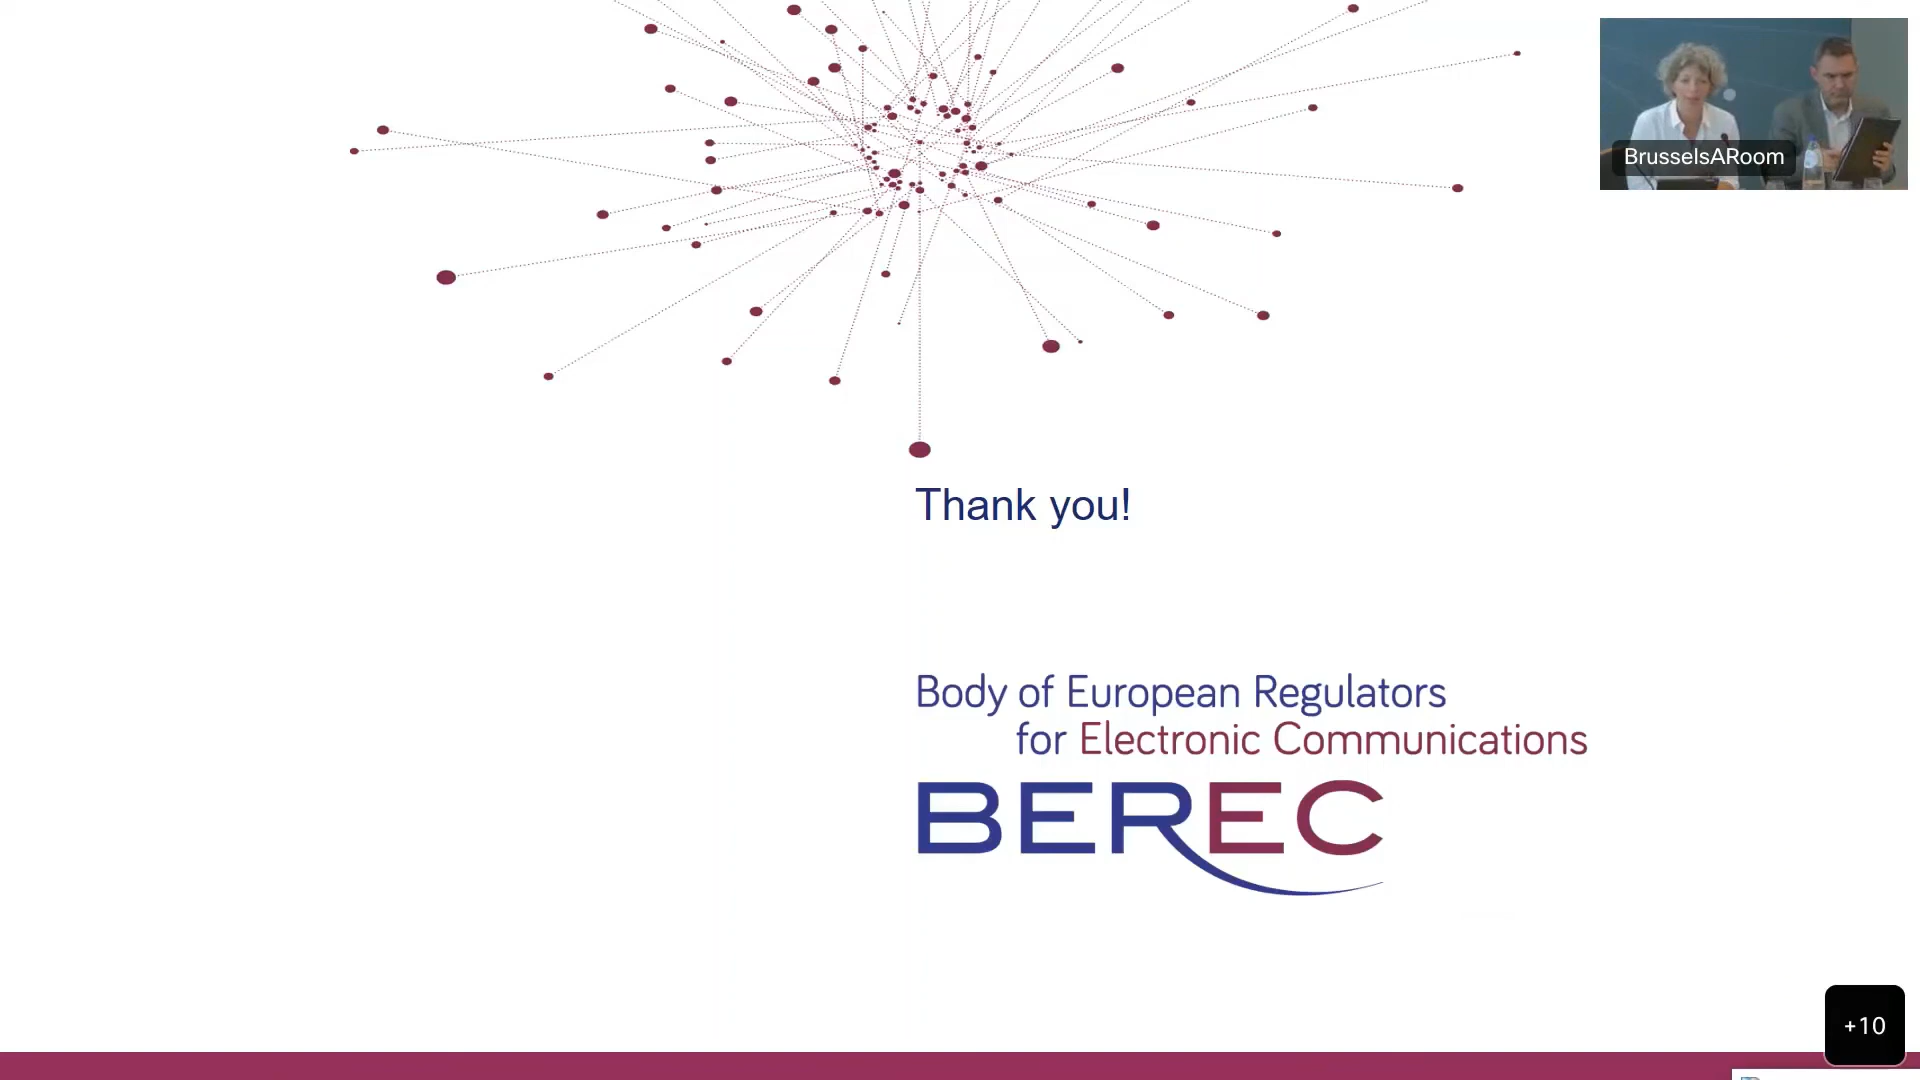 BrusselsARoom
Thank you!
Body of European Regulators
for Electronic Communications
BEREC
+10